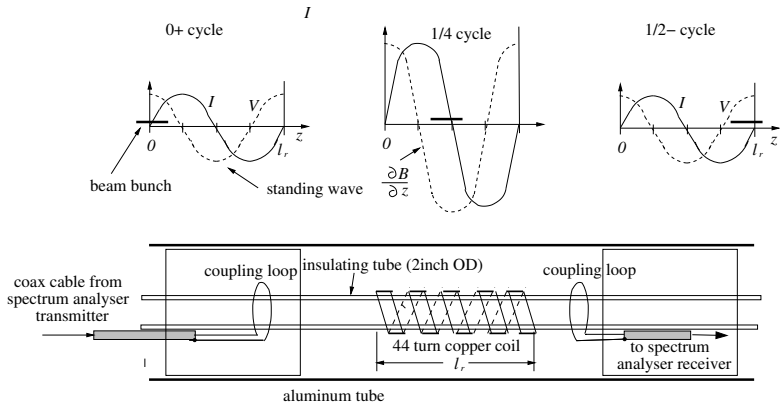 0+ cycle
I
1/4 cycle
1/2− cycle
I
V
z
0
l_r
beam bunch
standing wave
0
∂B
∂z
I
V
z
0
l_r
coax cable from
spectrum analyser
transmitter
coupling loop
insulating tube (2inch OD)
coupling loop
44 turn copper coil
l_r
to spectrum
analyser receiver
aluminum tube